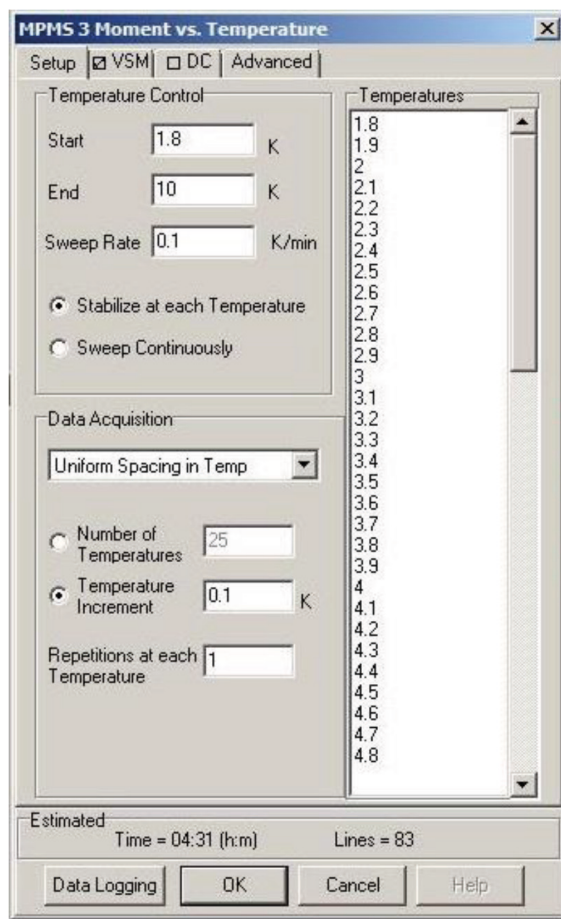 MPMS 3 Moment vs. Temperature
Setup VSM DC Advanced
Temperature Control
Start 1.8 K
End 10 K
Sweep Rate 0.1 K/min
Stabilize at each Temperature
Sweep Continuously
Data Acquisition
Uniform Spacing in Temp
Number of
Temperatures
25
Temperature
Increment
0.1 K
Repetitions at each
Temperature
1
Temperatures
1.8
1.9
2
2.1
2.2
2.3
2.4
2.5
2.6
2.7
2.8
2.9
3
3.1
3.2
3.3
3.4
3.5
3.6
3.7
3.8
3.9
4
4.1
4.2
4.3
4.4
4.5
4.6
4.7
4.8
Estimated
Time = 04:31 (h:m) Lines = 83
Data Logging OK Cancel Help